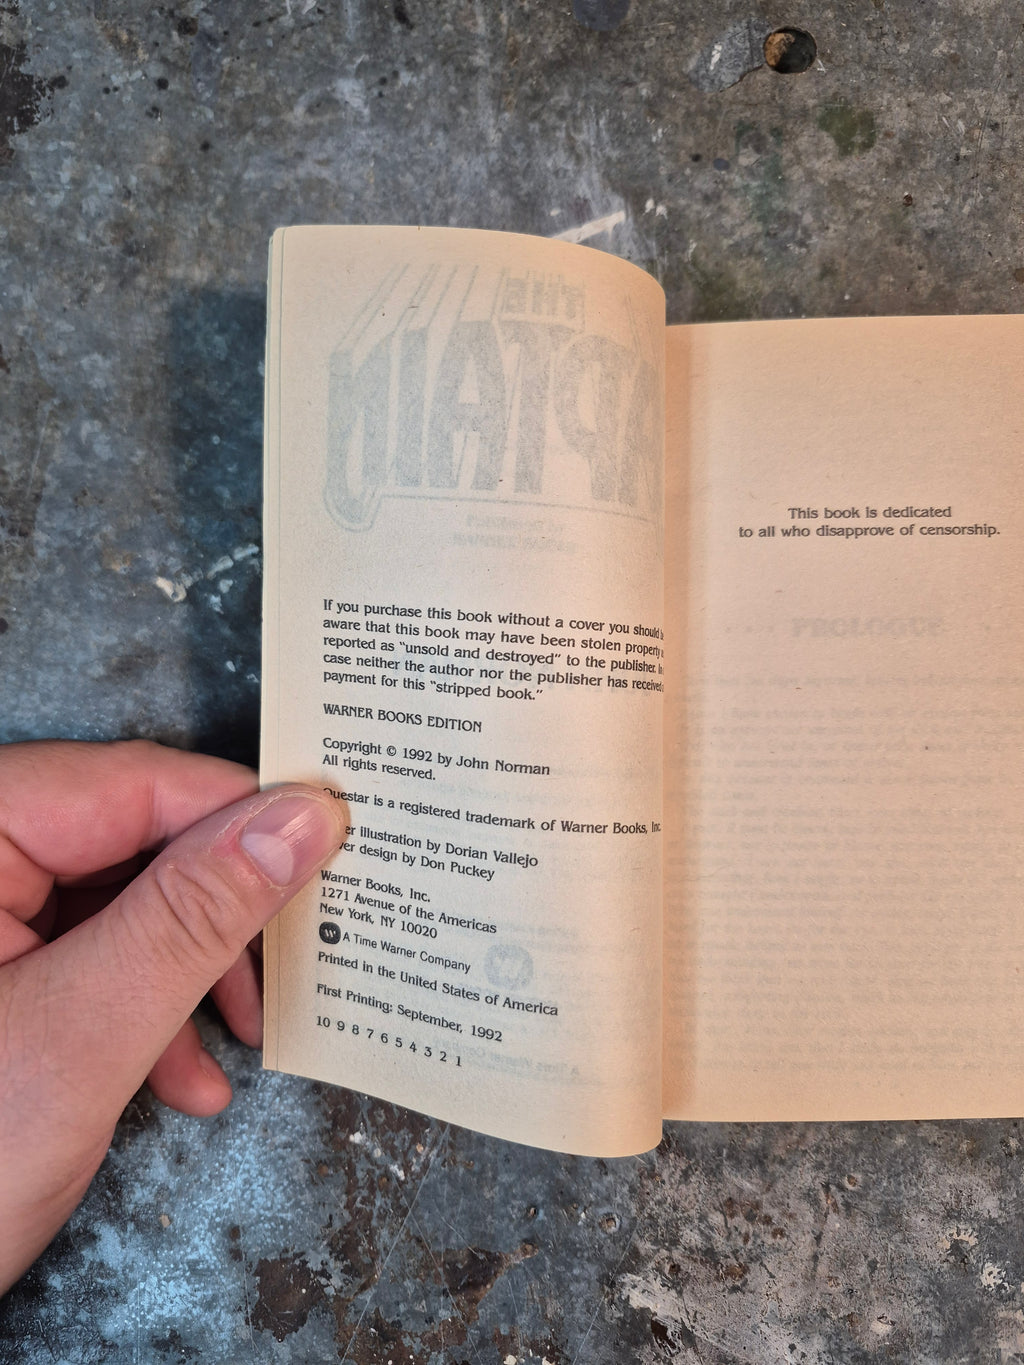 If you purchase this book without a cover you should
aware that this book may have been stolen property
reported as "unsold and destroyed" to the publisher. In
case neither the author nor the publisher has received
payment for this "stripped book."
WARNER BOOKS EDITION
Copyright © 1992 by John Norman
All rights reserved.
Questar is a registered trademark of Warner Books, Inc.
illustration by Dorian Vallejo
design by Don Puckey
Warner Books, Inc.
1271 Avenue of the Americas
New York, NY 10020
A Time Warner Company
Printed in the United States of America
First Printing: September, 1992
10 9 8 7 6 5 4 3 2 1
This book is dedicated
to all who disapprove of censorship.